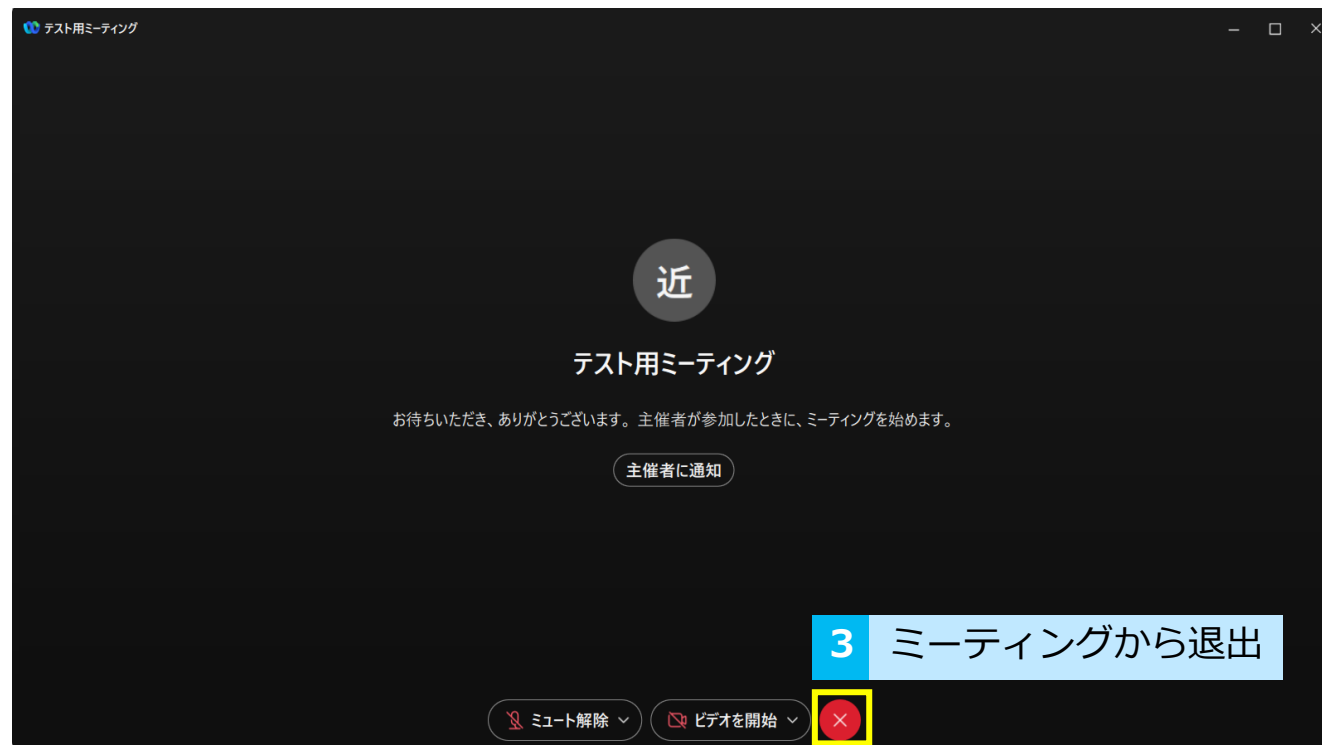 テスト用ミーティング
近
テスト用ミーティング
お待ちいただき、ありがとうございます。主催者が参加したときに、ミーティングを始めます。
主催者に通知
3 ミーティングから退出
ミュート解除 ビデオを開始